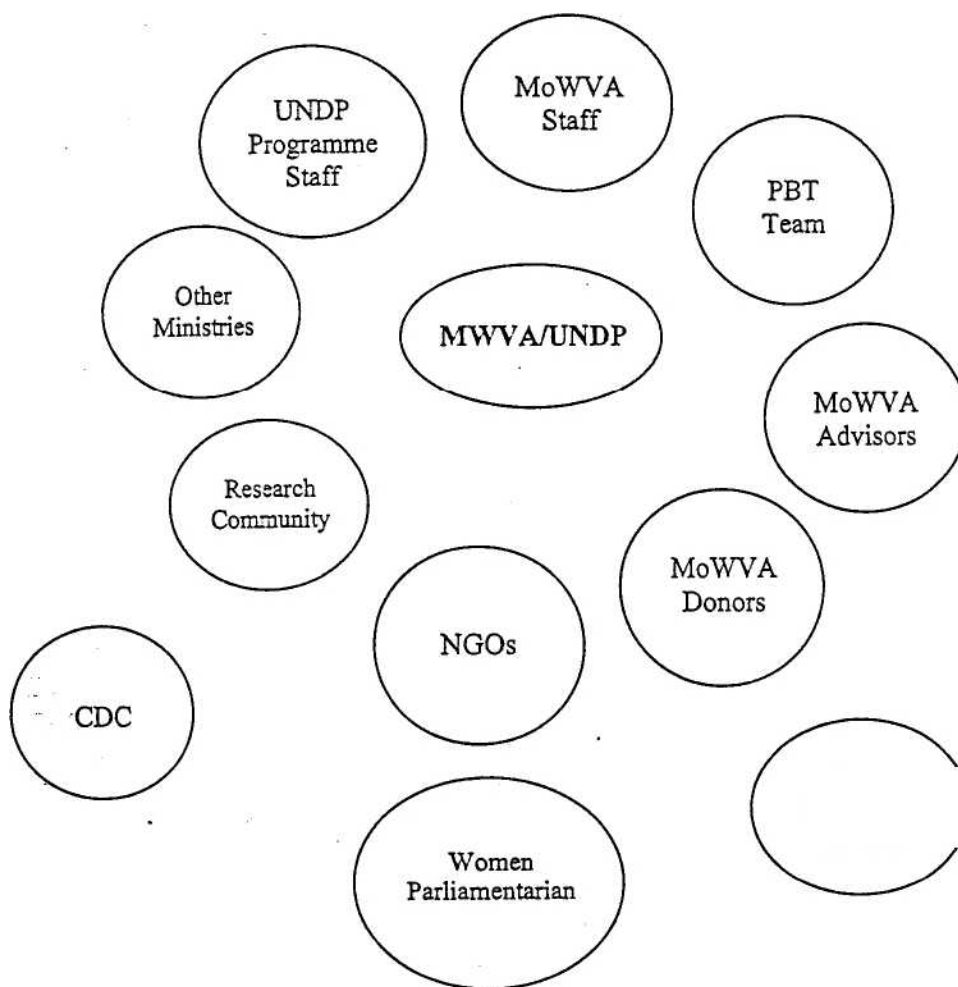 UNDP
Programme
Staff
MoWVA
Staff
PBT
Team
Other
Ministries
MWVA/UNDP
MoWVA
Advisors
Research
Community
MoWVA
Donors
NGOs
CDC
Women
Parliamentarian